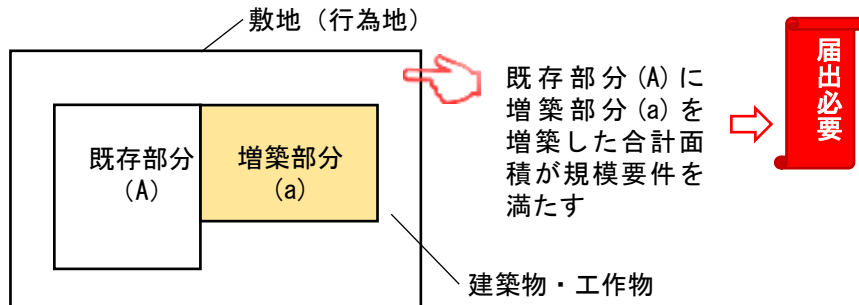 敷地（行為地）
既存部分
（A）
増築部分
（a）
既存部分（A）に
増築部分（a）を
増築した合計面
積が規模要件を
満たす
届出必要
建築物・工作物